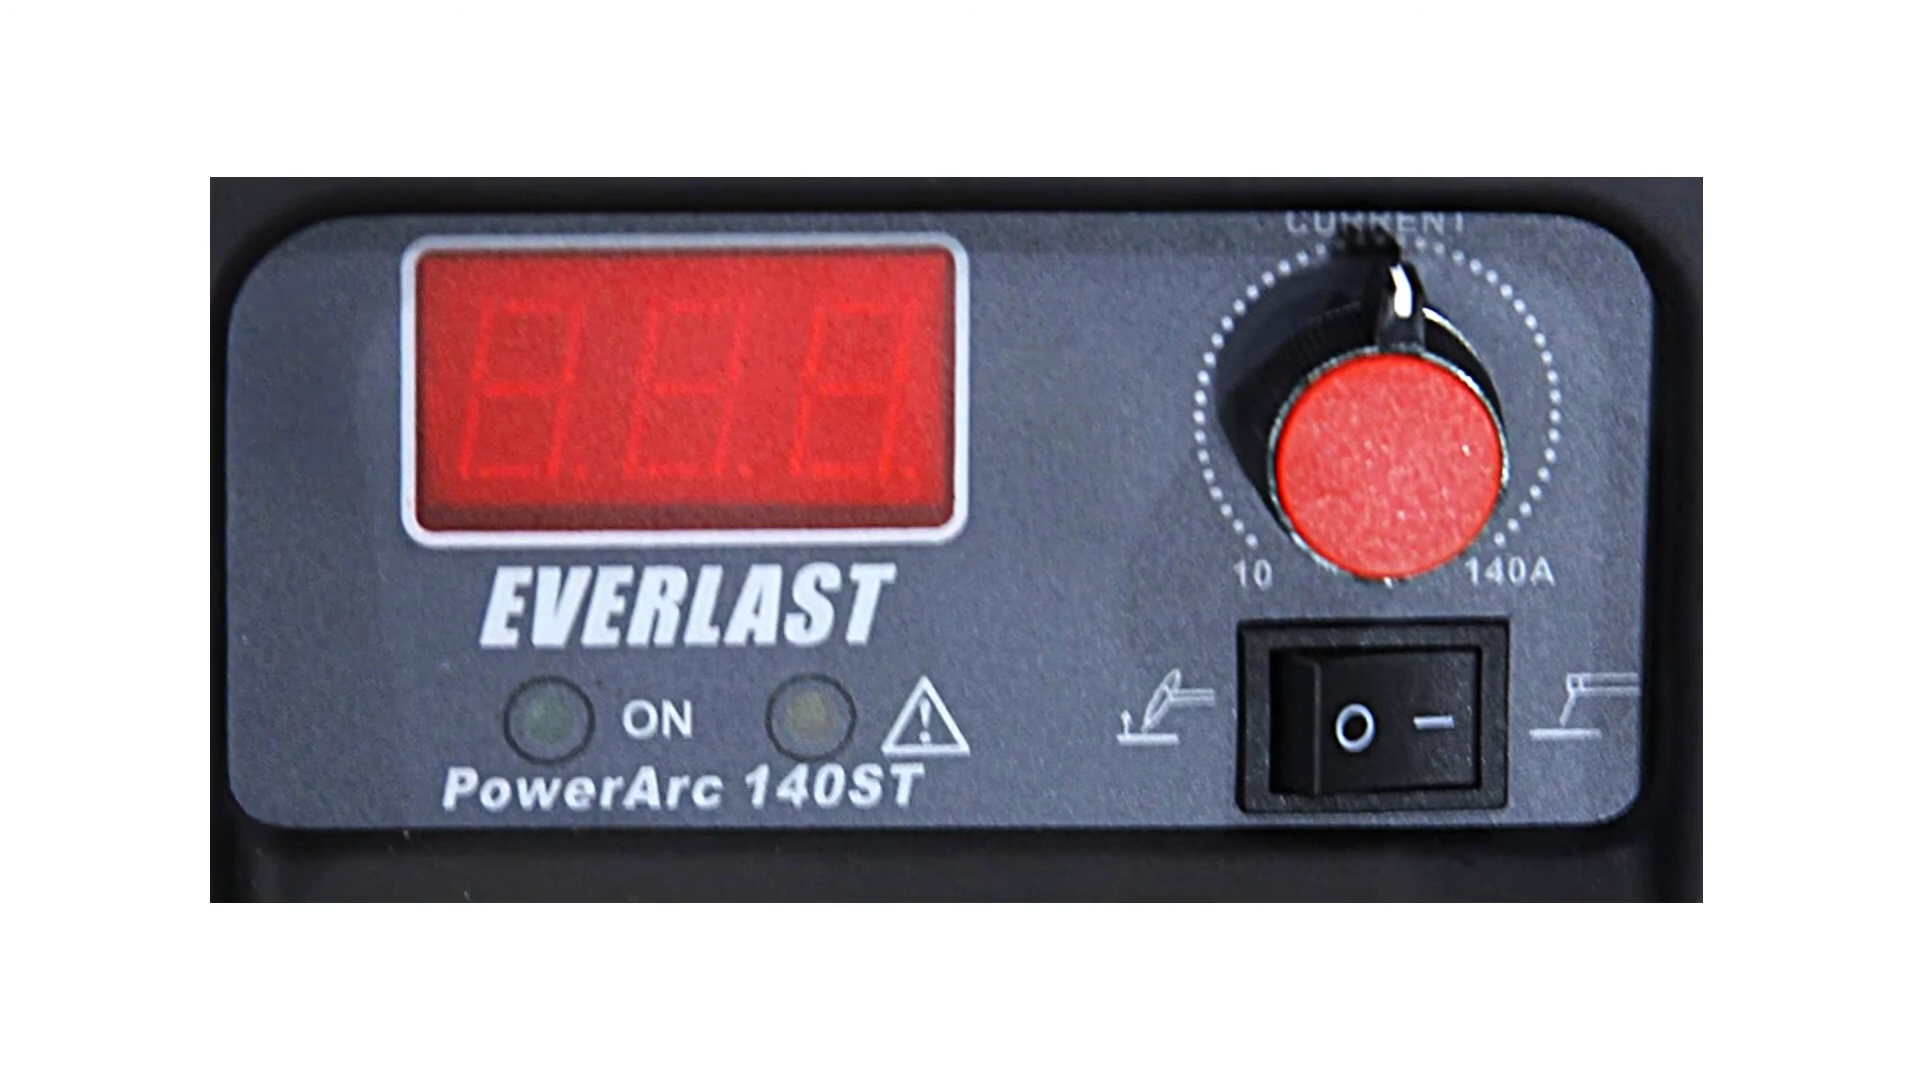 CURRENT
10 140A
EVERLAST
ON
PowerArc 140ST
O —